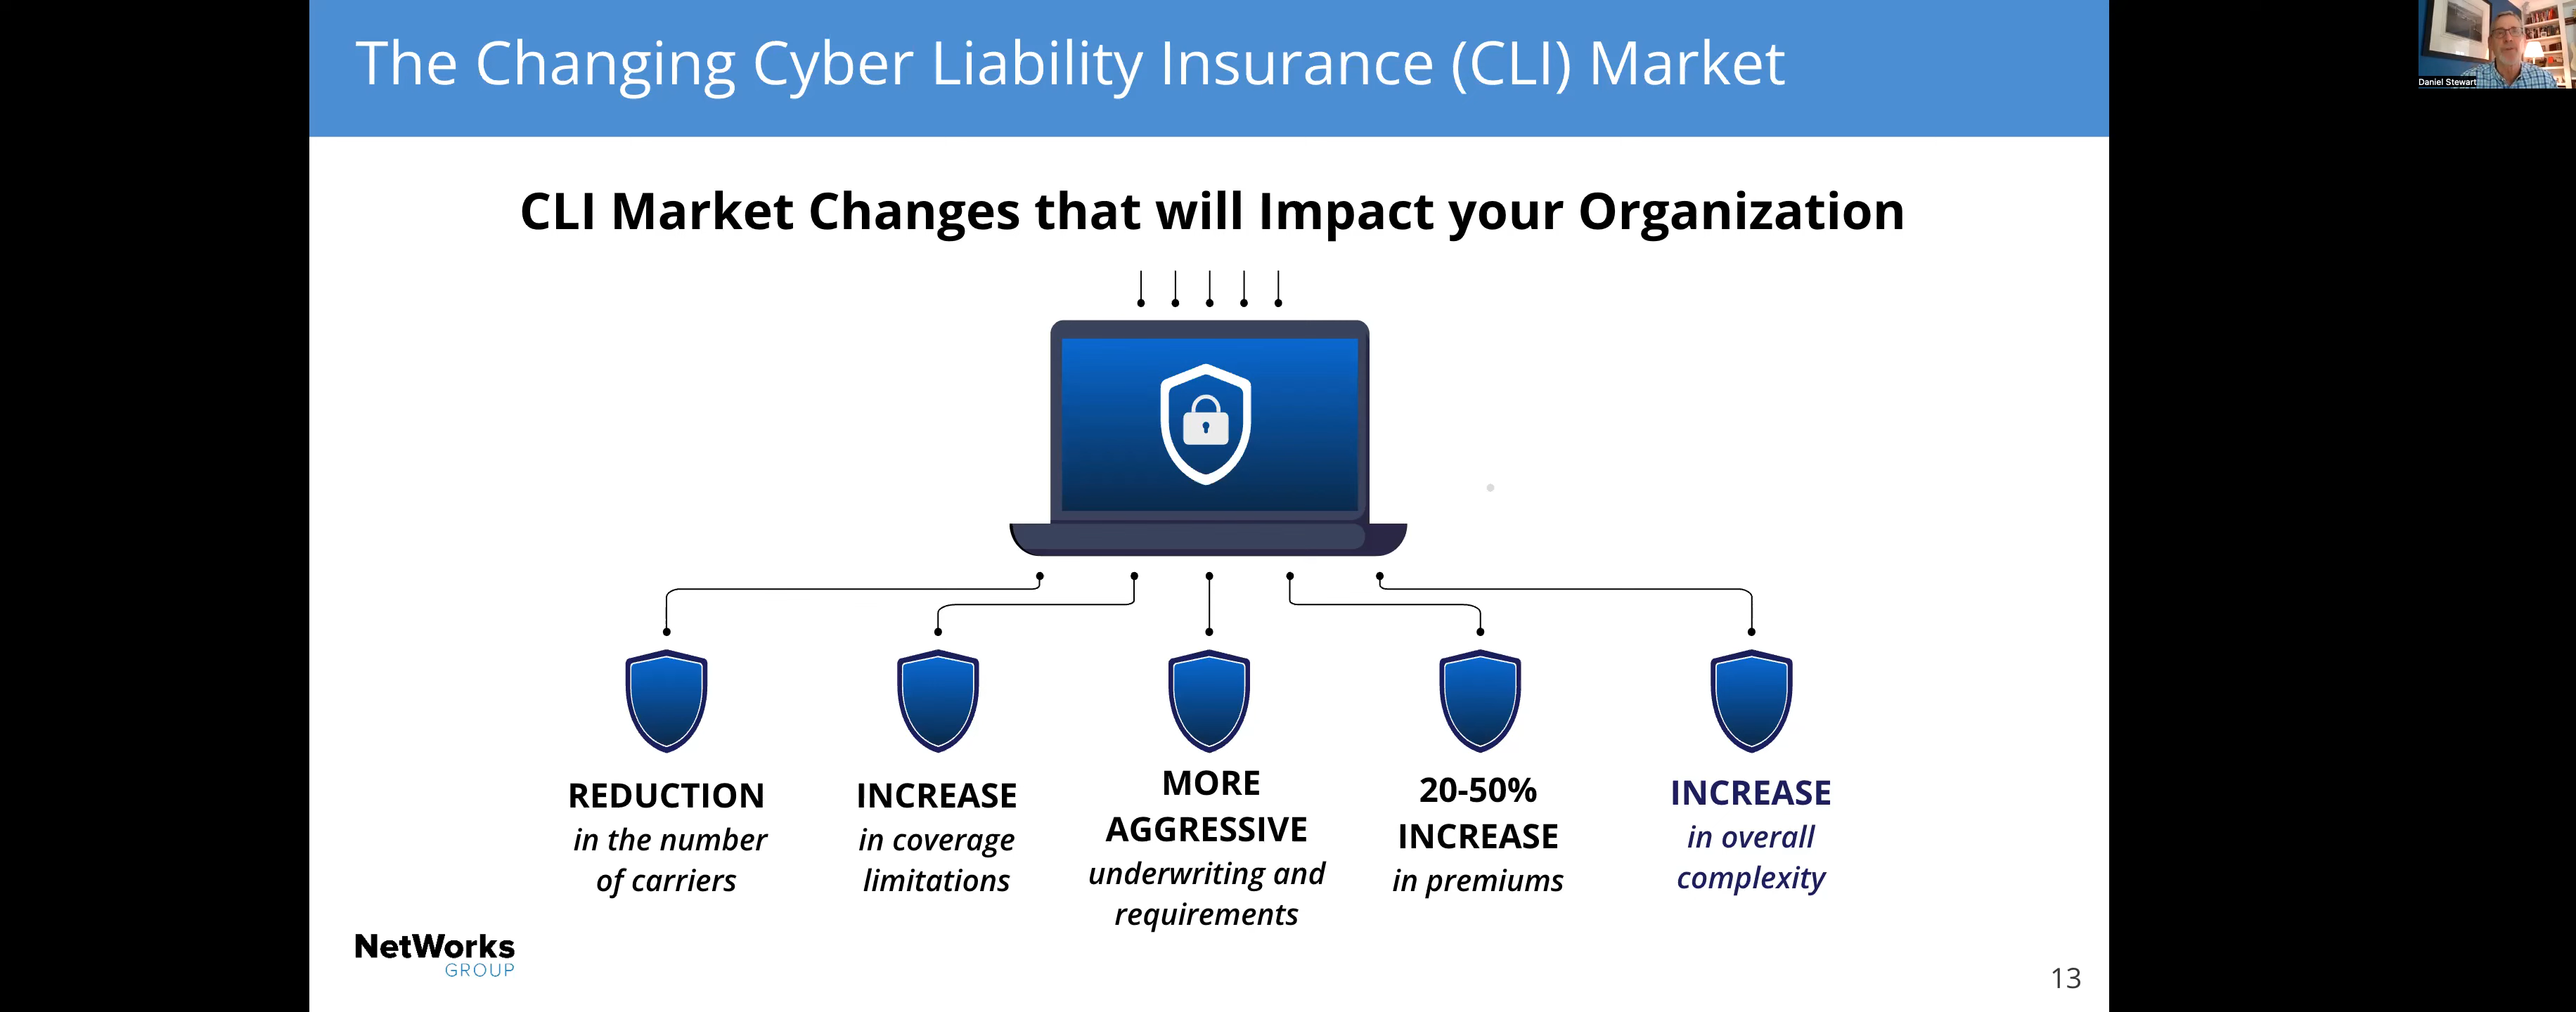 The Changing Cyber Liability Insurance (CLI) Market
Daniel Stewart
CLI Market Changes that will Impact your Organization
REDUCTION
in the number
of carriers
INCREASE
in coverage
limitations
MORE
AGGRESSIVE
underwriting and
requirements
20-50%
INCREASE
in premiums
INCREASE
in overall
complexity
NetWorks
GROUP
13